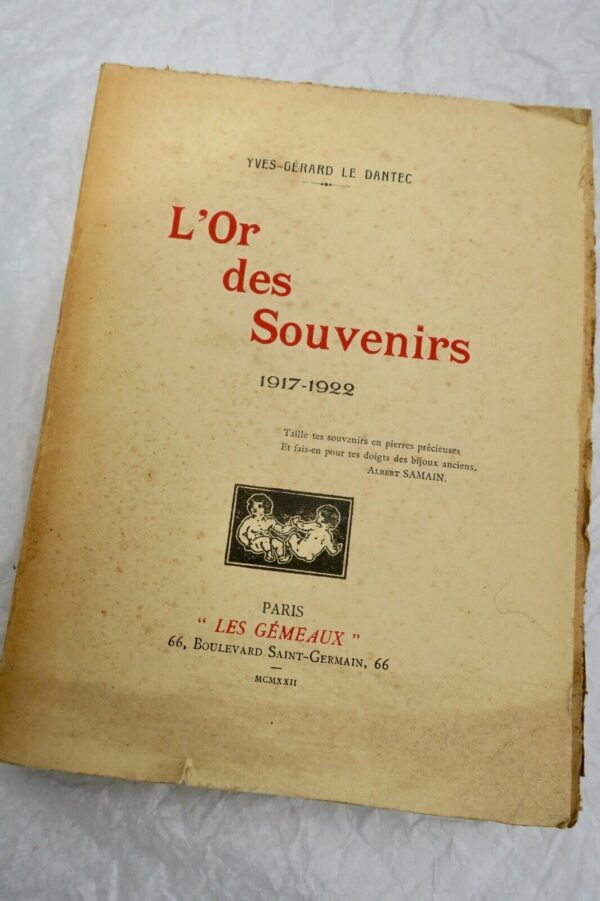 YVES-GÉRARD LE DANTEC
L'Or
des
Souvenirs
1917-1922
Taille tes souvenirs en pierres précieuses
Et fais-en pour tes doigts des bijoux anciens,
Albert SAMAIN.
PARIS
“ LES GÉMEAUX ”
66, Boulevard Saint-Germain, 66
MCMXXII